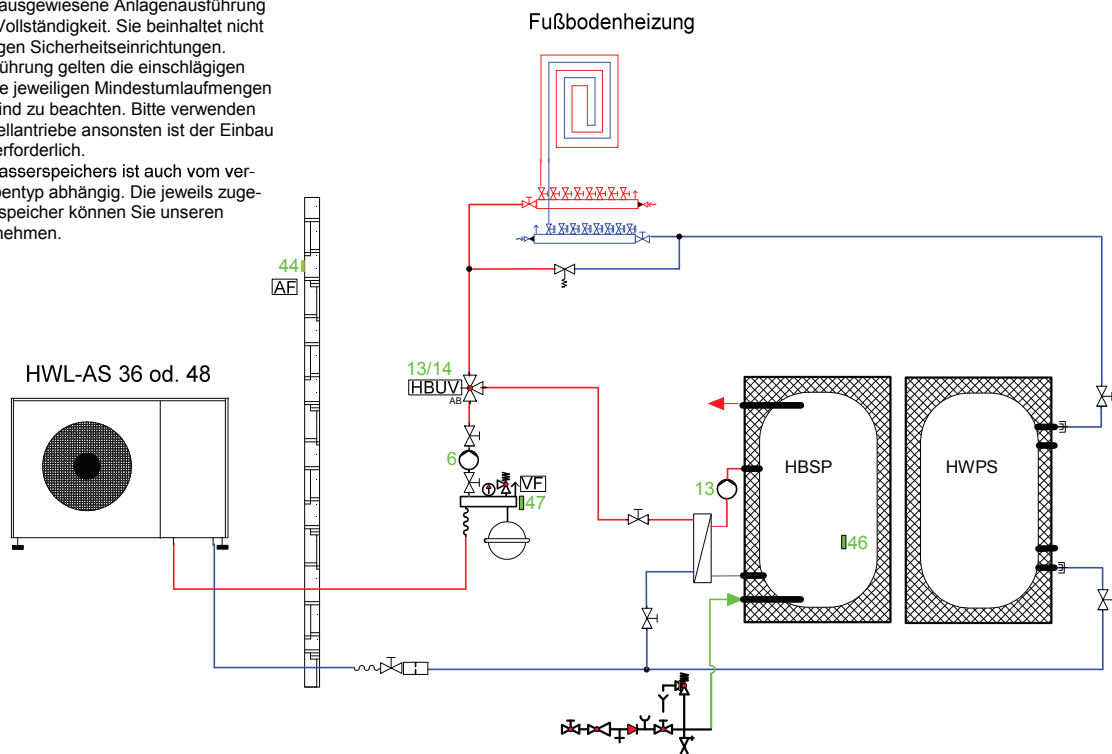 ausgewiesene Anlagenausführung
Vollständigkeit. Sie beinhaltet nicht
gen Sicherheitseinrichtungen.
ührung gelten die einschlägigen
e jeweiligen Mindestumlaufmengen
ind zu beachten. Bitte verwenden
ellantriebe ansonsten ist der Einbau
erforderlich.
asserspeichers ist auch vom ver-
pentyp abhängig. Die jeweils zuge-
speicher können Sie unseren
nehmen.
Fußbodenheizung
44
AF
HWL-AS 36 od. 48
13/14
HBUV
AB
6
VF
47
13
HBSP
46
HWPS